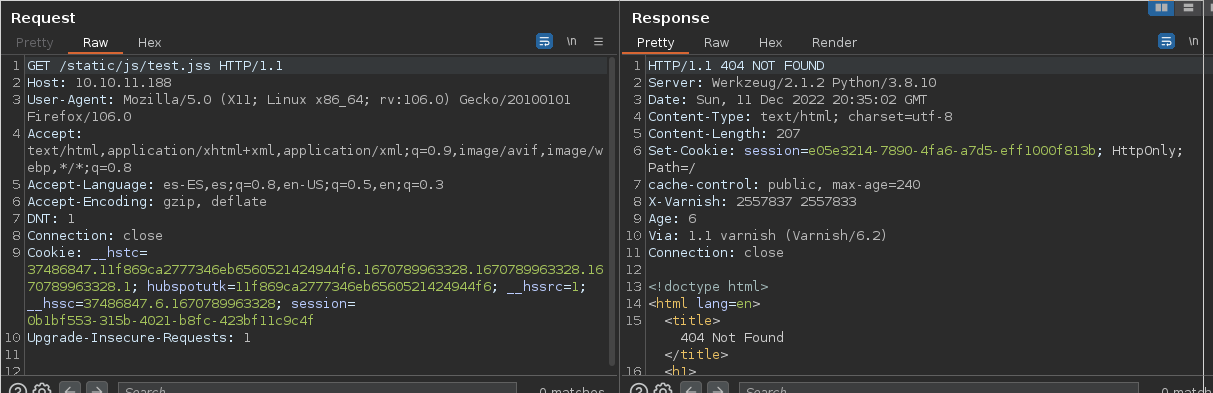 Request
Pretty Raw Hex \n
1 GET /static/js/test.jss HTTP/1.1
2 Host: 10.10.11.188
3 User-Agent: Mozilla/5.0 (X11; Linux x86_64; rv:106.0) Gecko/20100101
Firefox/106.0
4 Accept:
text/html,application/xhtml+xml,application/xml;q=0.9,image/avif,image/w
ebp,*/*;q=0.8
5 Accept-Language: es-ES,es;q=0.8,en-US;q=0.5,en;q=0.3
6 Accept-Encoding: gzip, deflate
7 DNT: 1
8 Connection: close
9 Cookie: __hstc=
37486847.11f869ca2777346eb6560521424944f6.1670789963328.1670789963328.16
70789963328.1; hubspotutk=11f869ca2777346eb6560521424944f6; __hssrc=1;
__hssc=37486847.6.1670789963328; session=
0b1bf553-315b-4021-b8fc-423bf11c9c4f
10 Upgrade-Insecure-Requests: 1
11
12
Search... 0 matches
Response
Pretty Raw Hex Render \n
1 HTTP/1.1 404 NOT FOUND
2 Server: Werkzeug/2.1.2 Python/3.8.10
3 Date: Sun, 11 Dec 2022 20:35:02 GMT
4 Content-Type: text/html; charset=utf-8
5 Content-Length: 207
6 Set-Cookie: session=e05e3214-7890-4fa6-a7d5-eff1000f813b; HttpOnly;
Path=/
7 cache-control: public, max-age=240
8 X-Varnish: 2557837 2557833
9 Age: 6
10 Via: 1.1 varnish (Varnish/6.2)
11 Connection: close
12
13 <!doctype html>
14 <html lang=en>
15 <title>
404 Not Found
</title>
16 <h1>
Search... 0 match